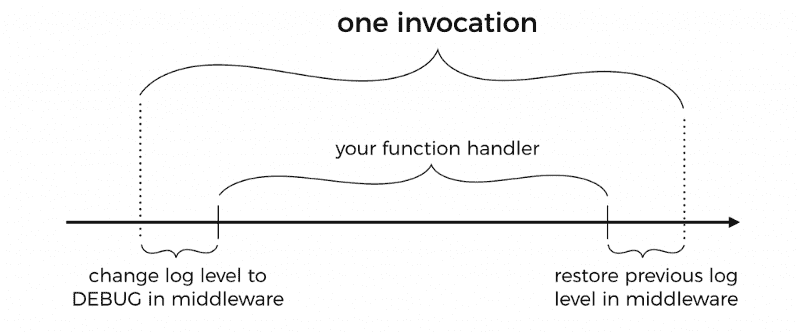 one invocation
your function handler
change log level to
DEBUG in middleware
restore previous log
level in middleware